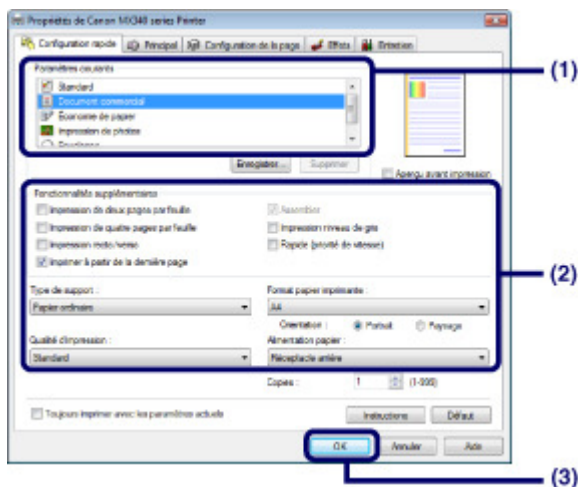 Propriétés de Canon MX340 series Printer
Configuration rapide Principal Configuration de la page Effets Entretien
Paramètres courants
(1)
Standard
Document commercial
Economie de papier
Impression de photos
Enregistrer... Supprimer
Aperçu avant impression
Fonctionnalités supplémentaires
Impression de deux pages par feuille Assembler
Impression de quatre pages par feuille Impression niveaux de gris
Impression recto/verso Rapide (priorité de vitesse)
Imprimer à partir de la dernière page
(2)
Type de support : Format papier imprimante :
Papier ordinaire A4
Orientation : Portrait Paysage
Qualité d'impression : Alimentation papier :
Standard Réceptacle arrière
Copies : 1 (1-999)
Toujours imprimer avec les paramètres actuels Instructions Défaut
OK Annuler Aide
(3)